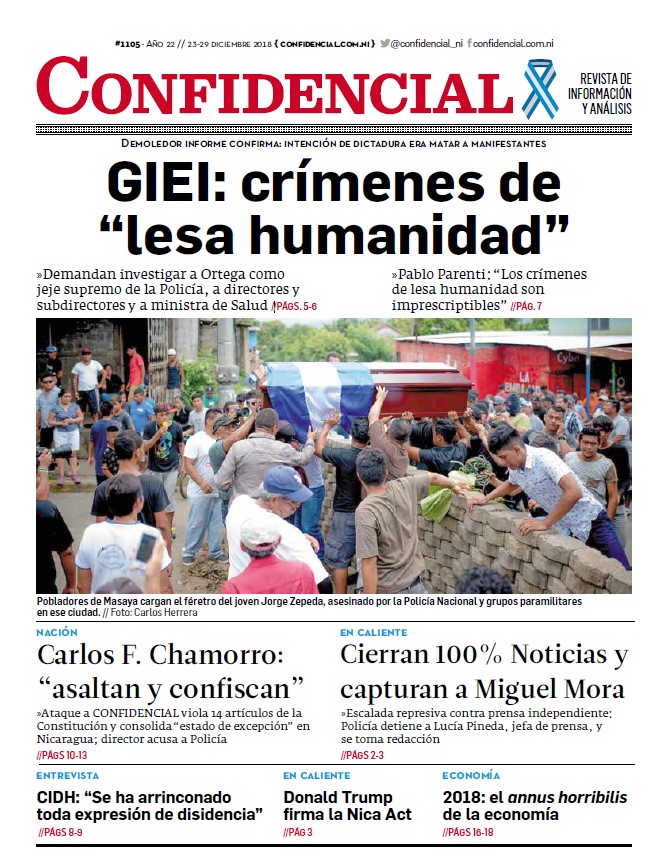 #1105 · AÑO 22 // 23-29 DICIEMBRE 2018 { CONFIDENCIAL.COM.NI } @confidencial_ni confidencial.com.ni
CONFIDENCIAL
REVISTA DE
INFORMACIÓN
Y ANÁLISIS
DEMOLEDOR INFORME CONFIRMA: INTENCIÓN DE DICTADURA ERA MATAR A MANIFESTANTES
GIEI: crímenes de
“lesa humanidad”
»Demandan investigar a Ortega como
jeje supremo de la Policía, a directores y
subdirectores y a ministra de Salud //PÁGS. 5-6
»Pablo Parenti: “Los crímenes
de lesa humanidad son
imprescriptibles” //PÁG. 7
Pobladores de Masaya cargan el féretro del joven Jorge Zepeda, asesinado por la Policía Nacional y grupos paramilitares
en ese ciudad. // Foto: Carlos Herrera
NACIÓN
Carlos F. Chamorro:
“asaltan y confiscan”
»Ataque a CONFIDENCIAL viola 14 artículos de la
Constitución y consolida “estado de excepción” en
Nicaragua; director acusa a Policía
//PÁGS 10-13
EN CALIENTE
Cierran 100% Noticias y
capturan a Miguel Mora
»Escalada represiva contra prensa independiente:
Policía detiene a Lucía Pineda, jefa de prensa, y
se toma redacción
//PÁGS 2-3
ENTREVISTA
CIDH: “Se ha arrinconado
toda expresión de disidencia”
//PÁGS 8-9
EN CALIENTE
Donald Trump
firma la Nica Act
//PÁG 3
ECONOMÍA
2018: el annus horribilis
de la economía
//PÁGS 16-18